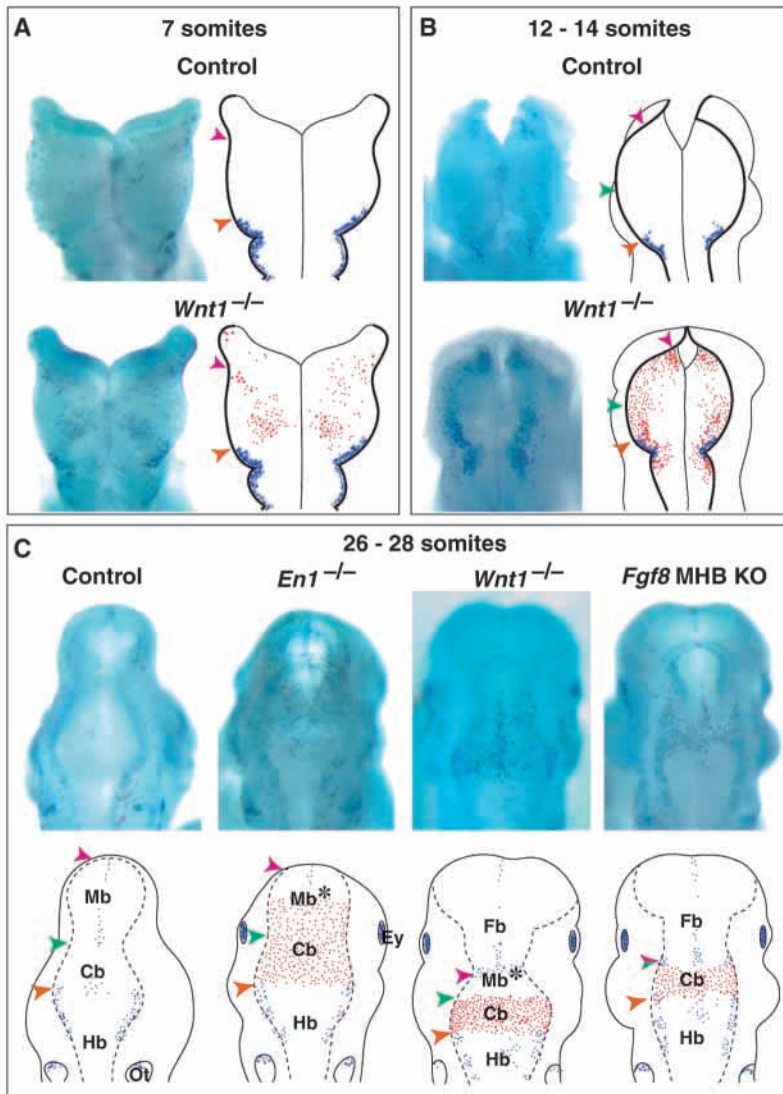 A 7 somites
Control
Wnt1 –/–
B 12 - 14 somites
Control
Wnt1 –/–
C 26 - 28 somites
Control En1 –/– Wnt1 –/– Fgf8 MHB KO
Mb Mb* Fb Fb
Ey
Cb Cb Mb* Cb
Cb
Hb Hb Hb Hb
Ot